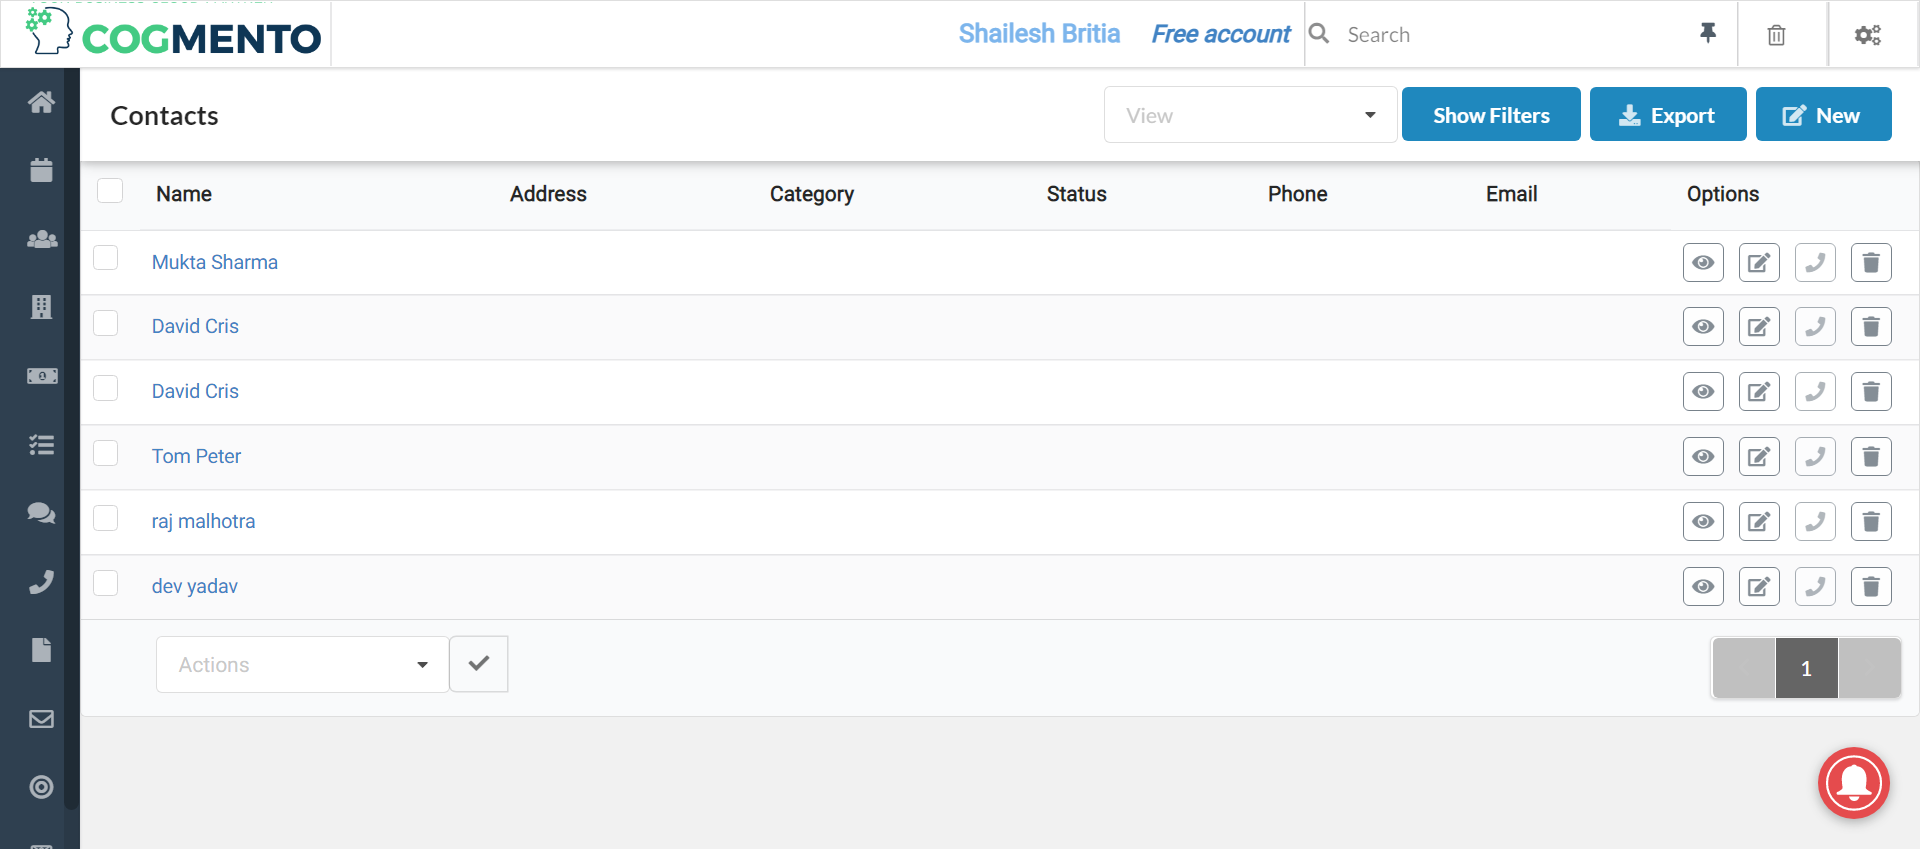 COGMENTO
Shailesh Britia
Free account
Search
Contacts
View
Show Filters
Export
New
Name Address Category Status Phone Email Options
Mukta Sharma
David Cris
David Cris
Tom Peter
raj malhotra
dev yadav
Actions
1